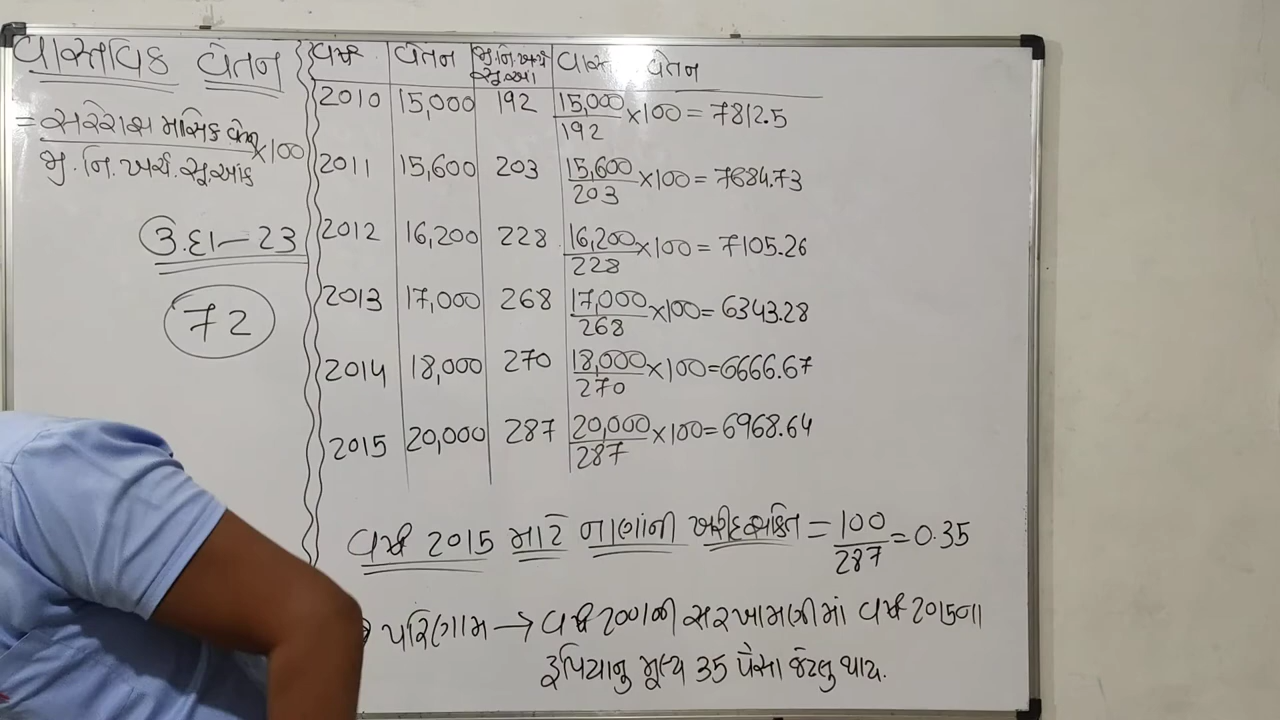 વાસ્તવિક વેતન
= સરેરાશ માસિક વેતન / જી. નિ. ખર્ચ. સૂ.આંક ×100
ઉ.દા-23
72
વર્ષ વેતન જી.નિ.ખર્ચ સૂ.આં વાસ્ત. વેતન
2010 15,000 192 15,000/192 ×100 = 7812.5
2011 15,600 203 15,600/203 ×100 = 7684.73
2012 16,200 228 16,200/228 ×100 = 7105.26
2013 17,000 268 17,000/268 ×100 = 6343.28
2014 18,000 270 18,000/270 ×100 = 6666.67
2015 20,000 287 20,000/287 ×100 = 6968.64
વર્ષ 2015 માટે નાણાંની ખરીદશક્તિ = 100/287 = 0.35
પરિણામ → વર્ષ સરખામણીમાં વર્ષ 2015ના
રૂપિયાનુ મૂલ્ય 35 પૈસા જેટલુ થાય.